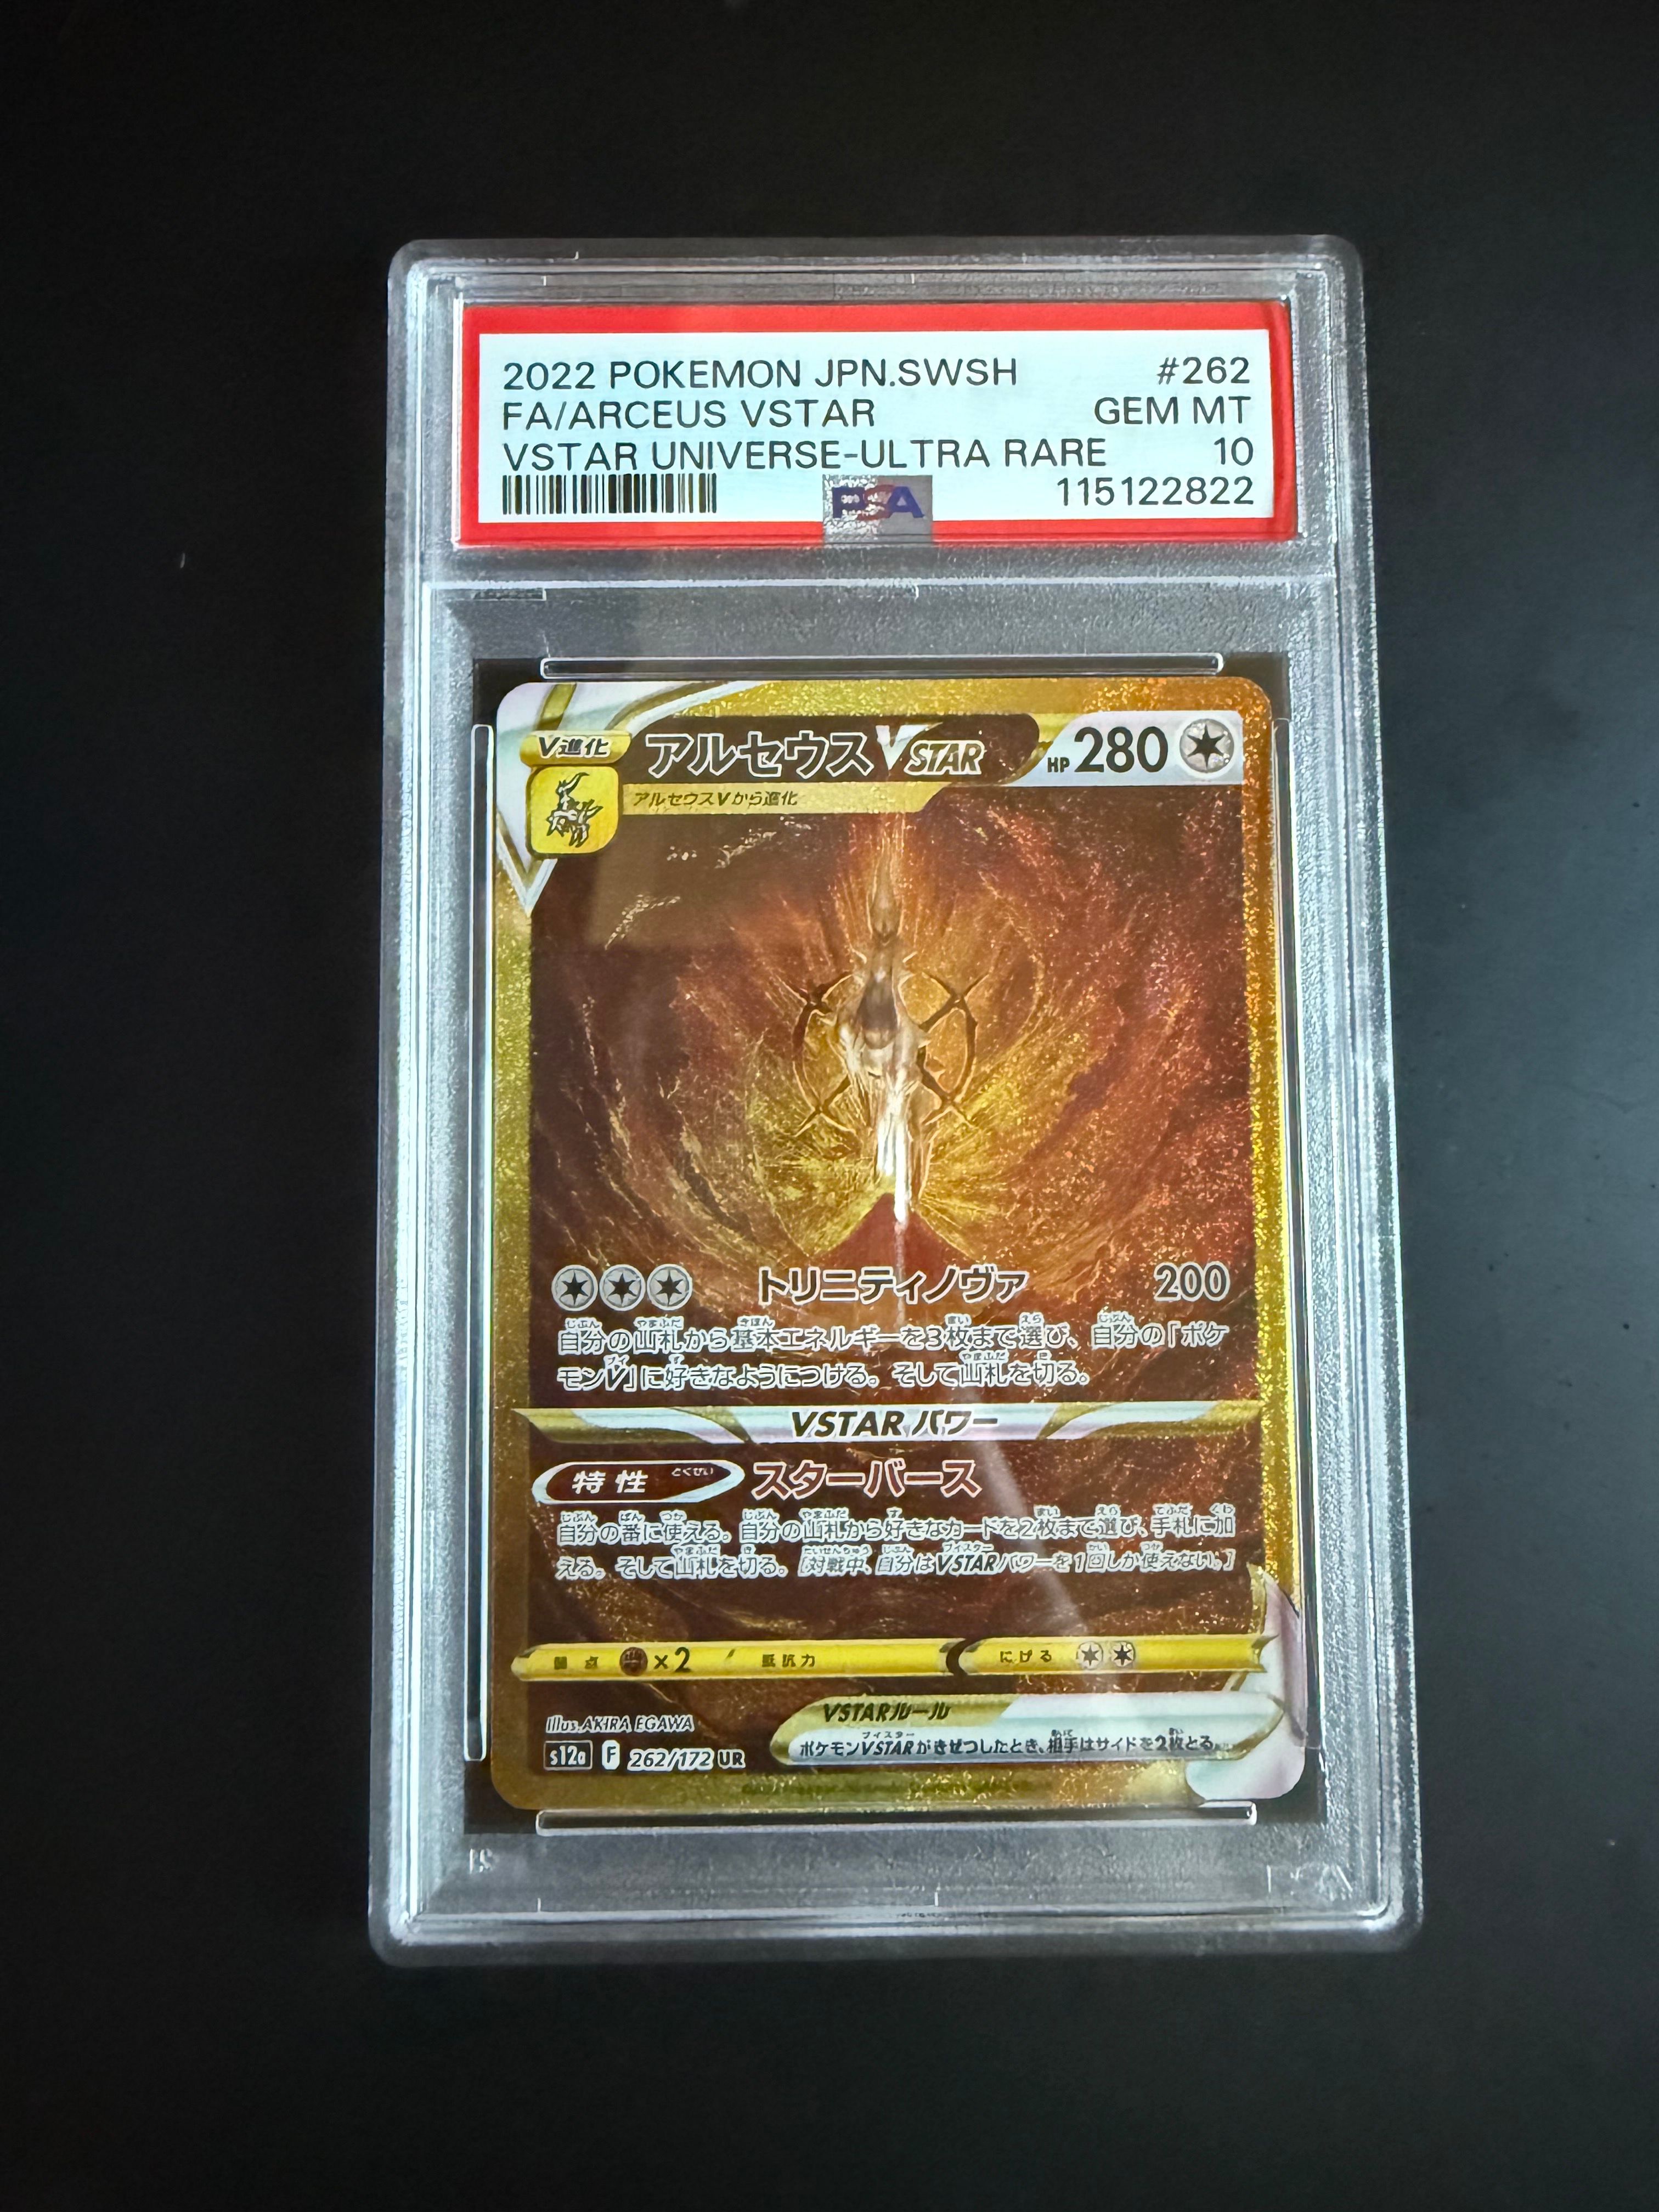 2022 POKEMON JPN.SWSH #262
FA/ARCEUS VSTAR GEM MT
VSTAR UNIVERSE-ULTRA RARE 10
PSA 115122822
V進化 アルセウスVSTAR HP 280
アルセウスVから進化
トリニティノヴァ 200
自分の山札から基本エネルギーを3枚まで選び、自分の「ポケ
モンV」に好きなようにつける。そして山札を切る。
VSTARパワー
特性 スターバース
自分の番に使える。自分の山札から好きなカードを2枚まで選び、手札に加
える。そして山札を切る。[対戦中、自分はVSTARパワーを1回しか使えない。]
弱点 ×2 抵抗力 にげる
Illus. AKIRA EGAWA
VSTARルール
s12a F 262/172 UR
ポケモンVSTARがきぜつしたとき、相手はサイドを2枚とる。